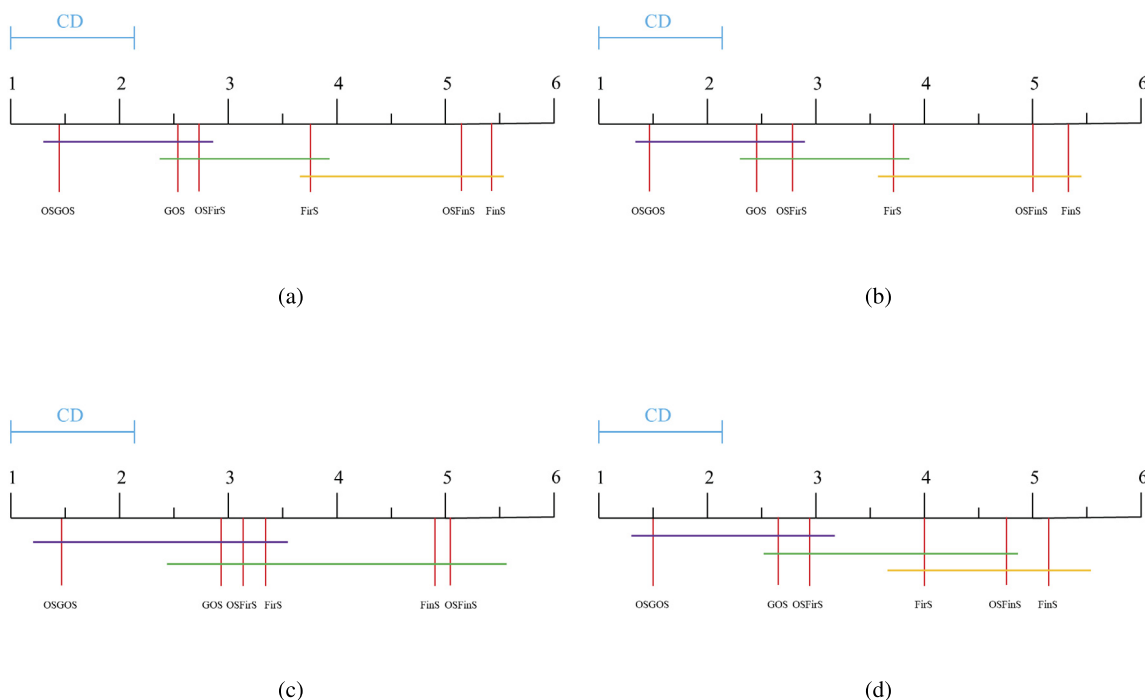 CD
1 2 3 4 5 6
OSGOS GOS OSFirS FirS OSFinS FinS
(a)
CD
1 2 3 4 5 6
OSGOS GOS OSFirS FirS OSFinS FinS
(b)
CD
1 2 3 4 5 6
OSGOS GOS OSFirS FirS FinS OSFinS
(c)
CD
1 2 3 4 5 6
OSGOS GOS OSFirS FirS OSFinS FinS
(d)